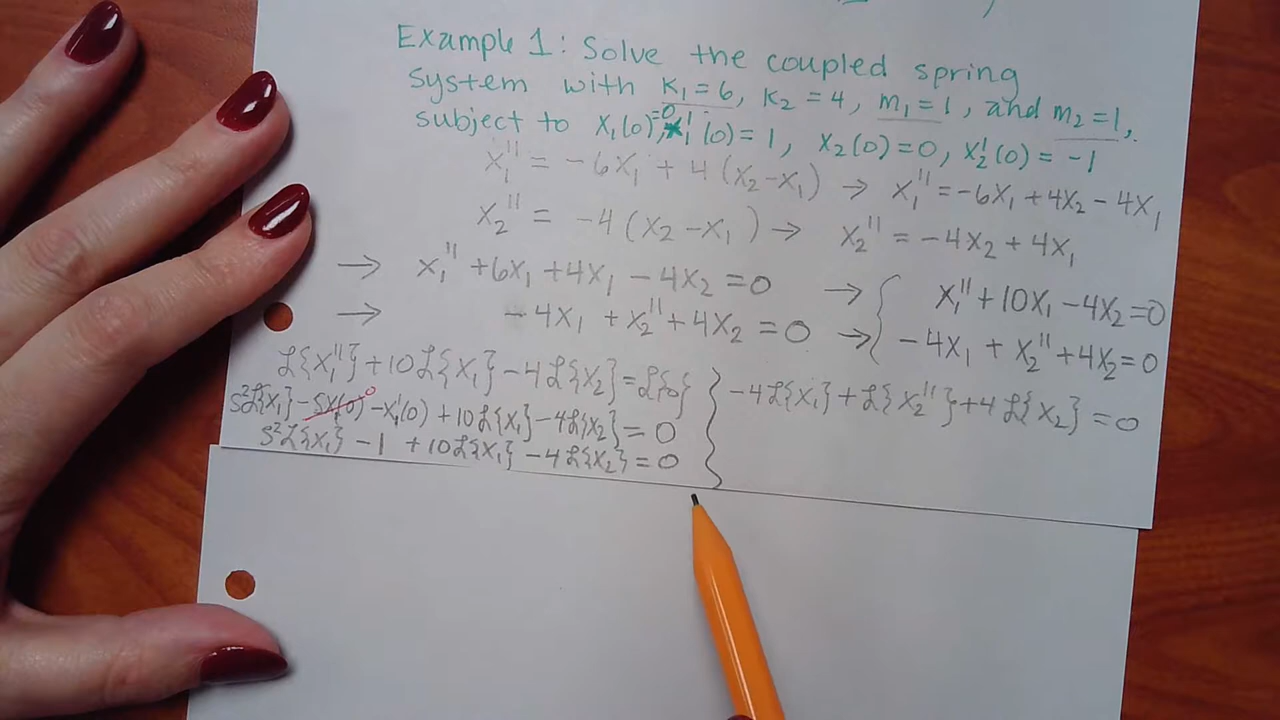 Example 1: Solve the coupled spring
system with k₁ = 6, k₂ = 4, m₁ = 1, and m₂ = 1,
subject to x₁(0)=0, x₁'(0) = 1, x₂(0) = 0, x₂'(0) = -1
x₁'' = -6x₁ + 4(x₂-x₁) → x₁'' = -6x₁ + 4x₂ - 4x₁
x₂'' = -4(x₂-x₁) → x₂'' = -4x₂ + 4x₁
→ x₁'' + 6x₁ + 4x₁ - 4x₂ = 0 → { x₁'' + 10x₁ - 4x₂ = 0
→ -4x₁ + x₂'' + 4x₂ = 0 → -4x₁ + x₂'' + 4x₂ = 0
ℒ{x₁''} + 10ℒ{x₁} - 4ℒ{x₂} = ℒ{0} } -4ℒ{x₁} + ℒ{x₂''} + 4ℒ{x₂} = 0
s²ℒ{x₁} - sx(0)⁰ - x₁'(0) + 10ℒ{x₁} - 4ℒ{x₂} = 0
s²ℒ{x₁} - 1 + 10ℒ{x₁} - 4ℒ{x₂} = 0